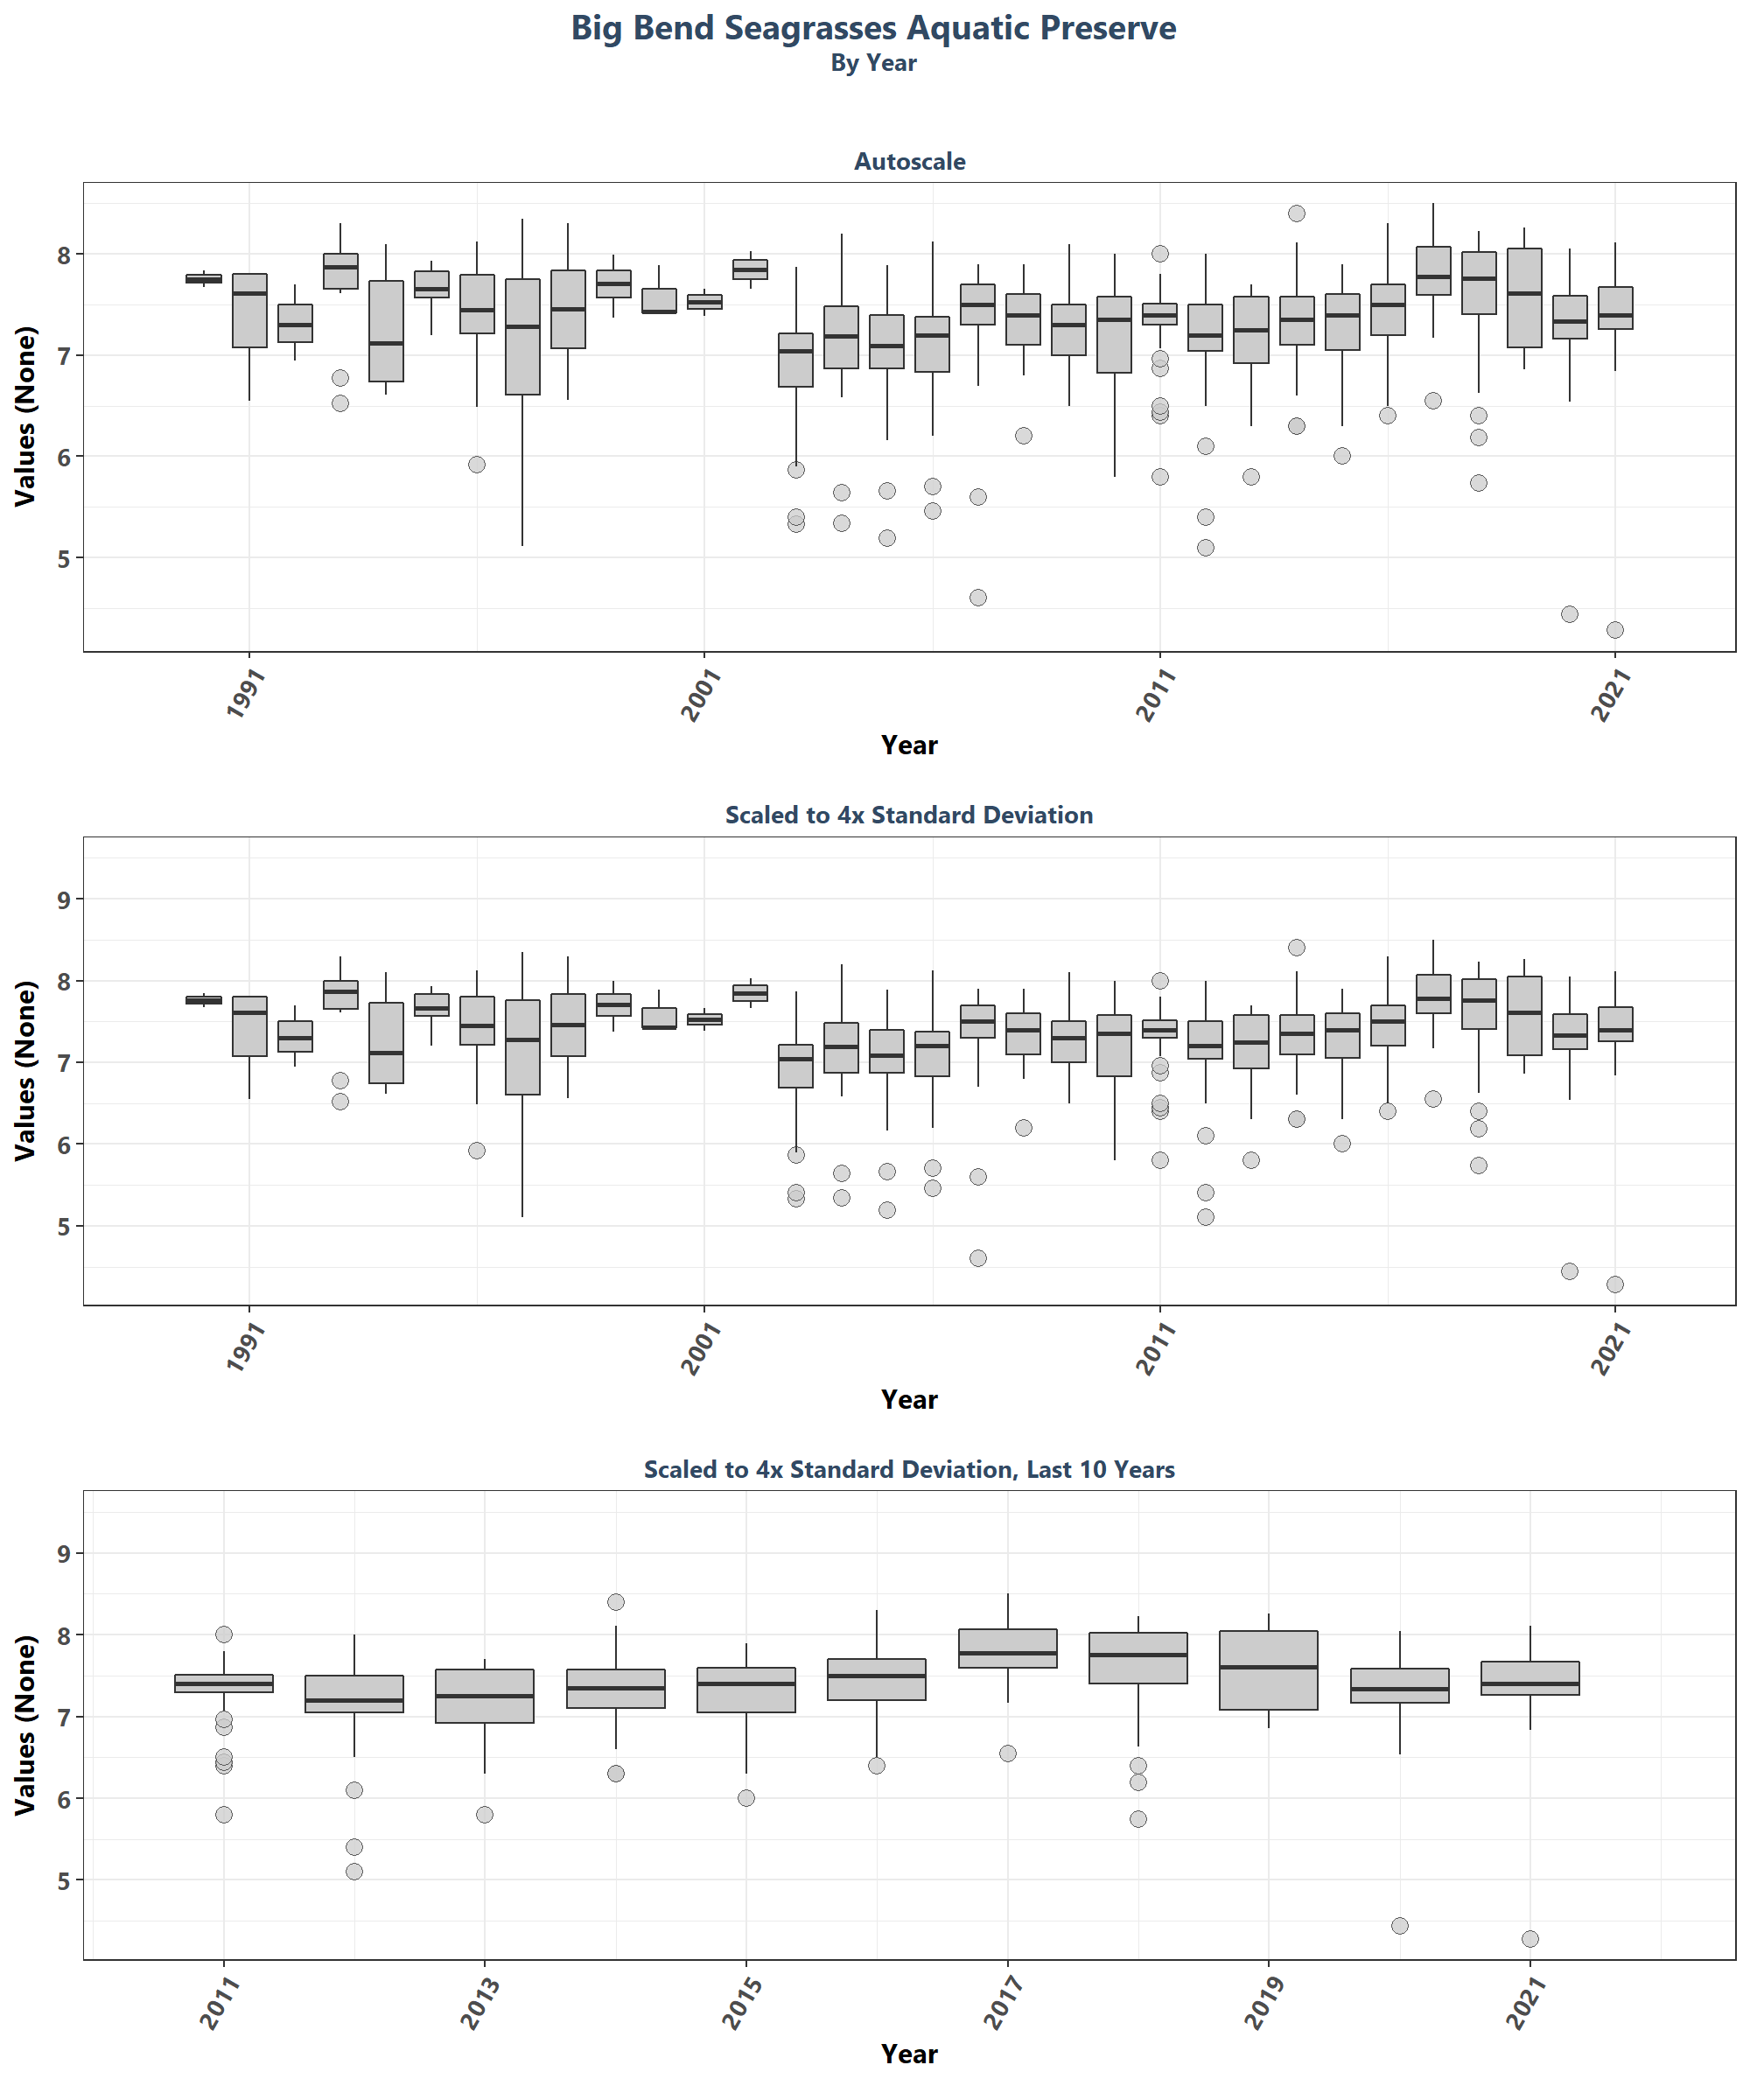 Big Bend Seagrasses Aquatic Preserve
By Year
Autoscale
Values (None)
8
7
6
5
1991
2001
2011
2021
Year
Scaled to 4x Standard Deviation
Values (None)
9
8
7
6
5
1991
2001
2011
2021
Year
Scaled to 4x Standard Deviation, Last 10 Years
Values (None)
9
8
7
6
5
2011
2013
2015
2017
2019
2021
Year